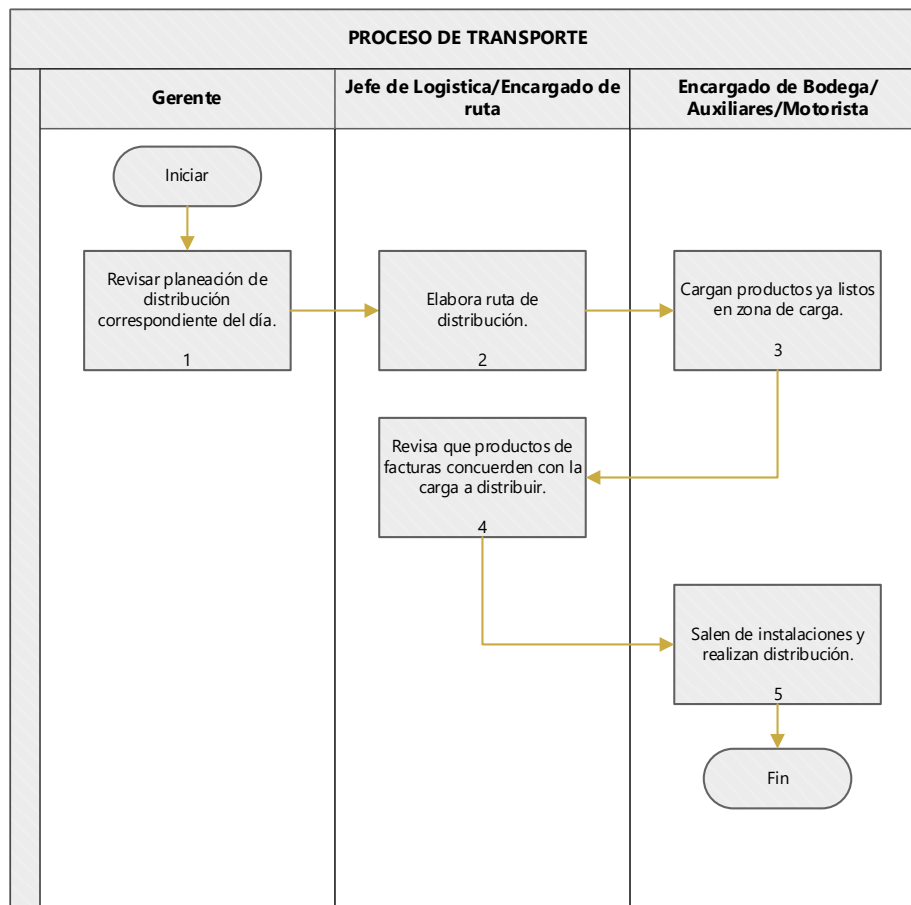 PROCESO DE TRANSPORTE
Gerente
Jefe de Logistica/Encargado de
ruta
Encargado de Bodega/
Auxiliares/Motorista
Iniciar
Revisar planeación de
distribución
correspondiente del día.
1
Elabora ruta de
distribución.
2
Cargan productos ya listos
en zona de carga.
3
Revisa que productos de
facturas concuerden con la
carga a distribuir.
4
Salen de instalaciones y
realizan distribución.
5
Fin